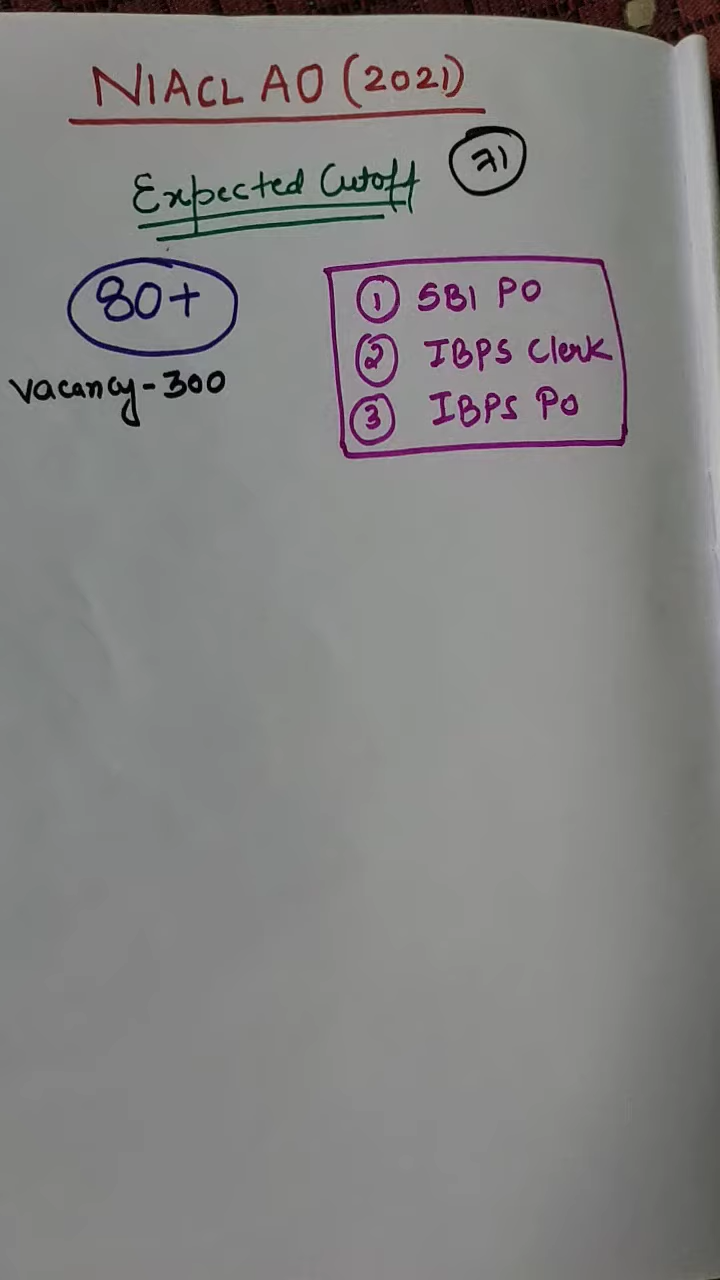 NIACL AO (2021)
Expected Cutoff
71
80+
Vacancy-300
1 SBI PO
2 IBPS Clerk
3 IBPS PO